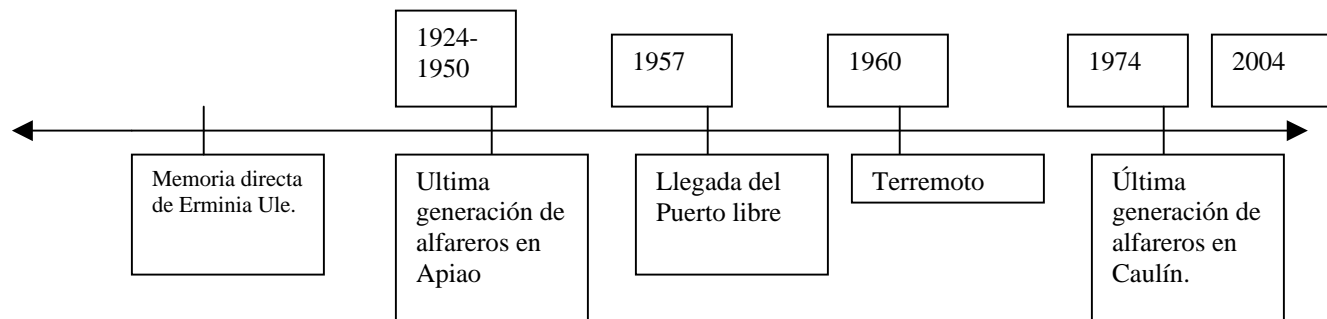 1924-
1950
1957
1960
1974
2004
Memoria directa
de Erminia Ule.
Ultima
generación de
alfareros en
Apiao
Llegada del
Puerto libre
Terremoto
Última
generación de
alfareros en
Caulín.